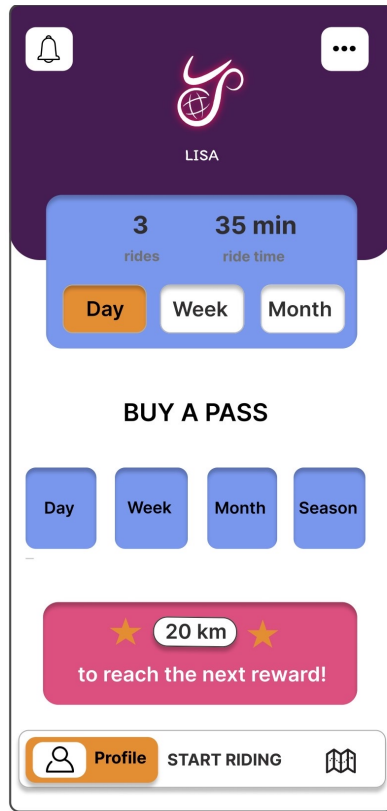 LISA
3 35 min
rides ride time
Day Week Month
BUY A PASS
Day Week Month Season
20 km
to reach the next reward!
Profile START RIDING